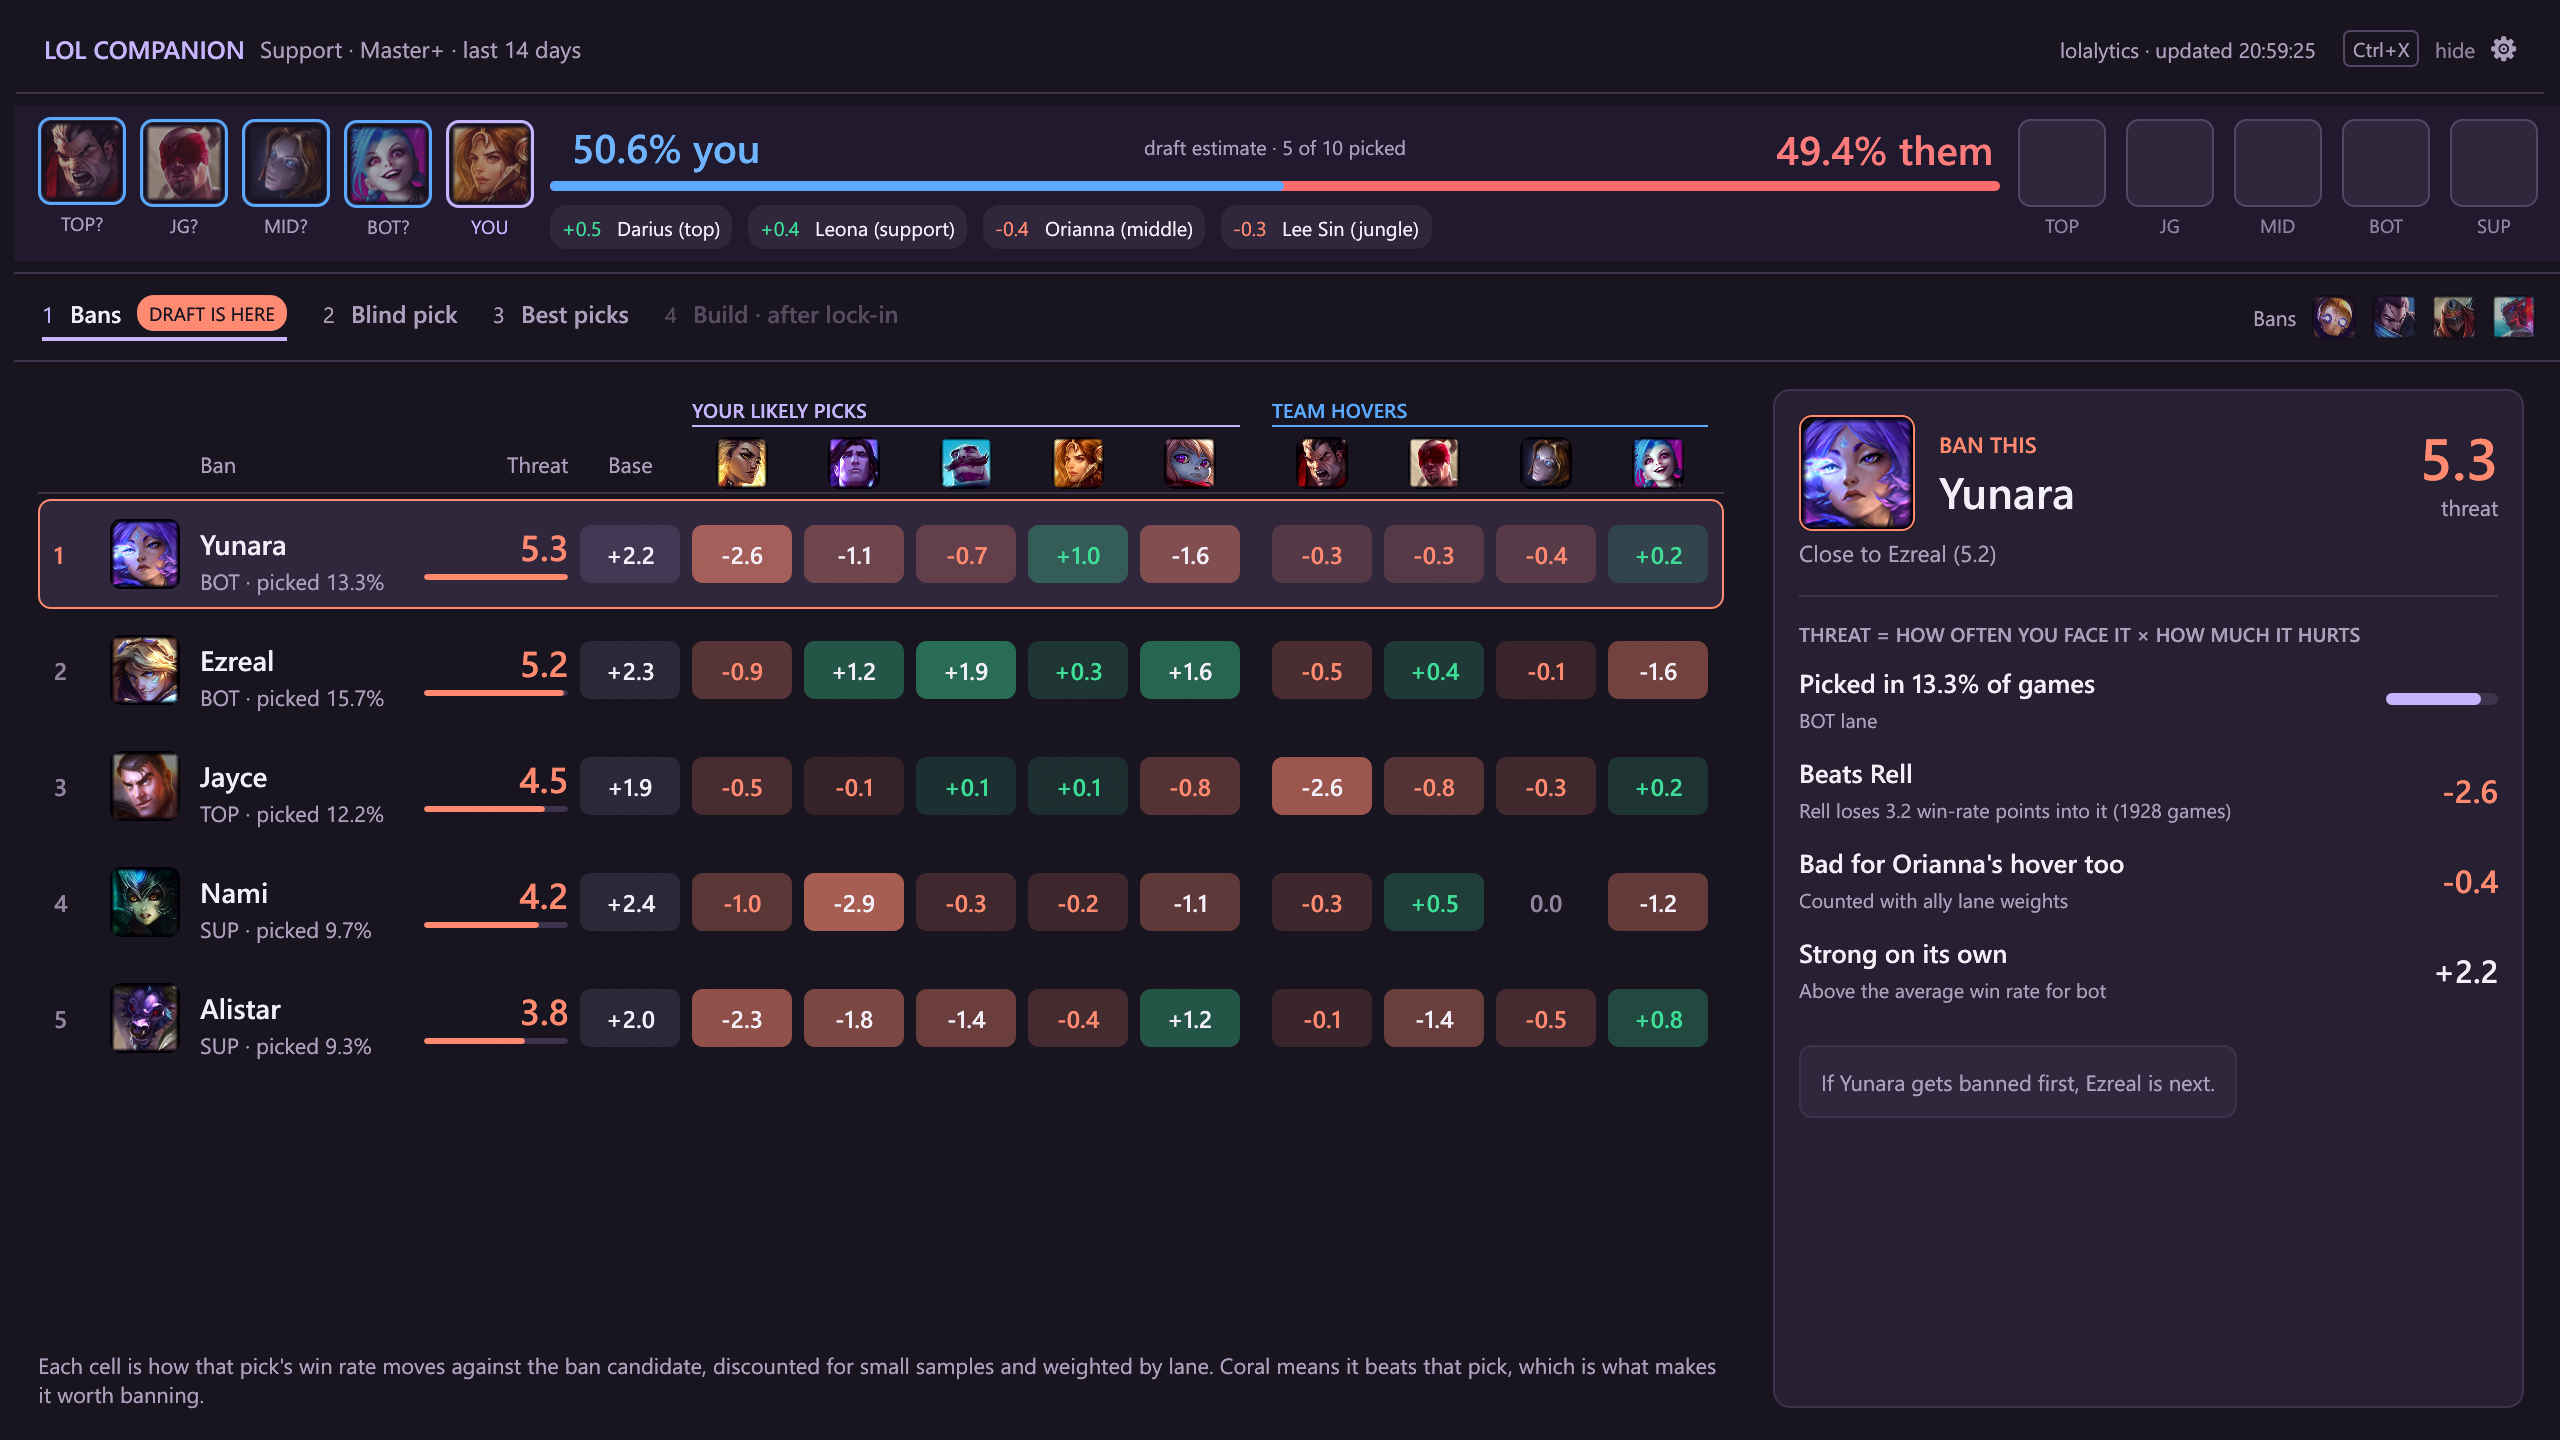 LOL COMPANION Support · Master+ · last 14 days
lolalytics · updated 20:59:25 Ctrl+X hide
50.6% you
draft estimate · 5 of 10 picked
49.4% them
TOP? JG? MID? BOT? YOU
+0.5 Darius (top) +0.4 Leona (support) -0.4 Orianna (middle) -0.3 Lee Sin (jungle)
TOP JG MID BOT SUP
1 Bans DRAFT IS HERE 2 Blind pick 3 Best picks 4 Build · after lock-in
Bans
YOUR LIKELY PICKS TEAM HOVERS
Ban Threat Base
1 Yunara 5.3 +2.2 -2.6 -1.1 -0.7 +1.0 -1.6 -0.3 -0.3 -0.4 +0.2
BOT · picked 13.3%
2 Ezreal 5.2 +2.3 -0.9 +1.2 +1.9 +0.3 +1.6 -0.5 +0.4 -0.1 -1.6
BOT · picked 15.7%
3 Jayce 4.5 +1.9 -0.5 -0.1 +0.1 +0.1 -0.8 -2.6 -0.8 -0.3 +0.2
TOP · picked 12.2%
4 Nami 4.2 +2.4 -1.0 -2.9 -0.3 -0.2 -1.1 -0.3 +0.5 0.0 -1.2
SUP · picked 9.7%
5 Alistar 3.8 +2.0 -2.3 -1.8 -1.4 -0.4 +1.2 -0.1 -1.4 -0.5 +0.8
SUP · picked 9.3%
Each cell is how that pick's win rate moves against the ban candidate, discounted for small samples and weighted by lane. Coral means it beats that pick, which is what makes
it worth banning.
BAN THIS
Yunara
5.3
threat
Close to Ezreal (5.2)
THREAT = HOW OFTEN YOU FACE IT × HOW MUCH IT HURTS
Picked in 13.3% of games
BOT lane
Beats Rell
Rell loses 3.2 win-rate points into it (1928 games)
-2.6
Bad for Orianna's hover too
Counted with ally lane weights
-0.4
Strong on its own
Above the average win rate for bot
+2.2
If Yunara gets banned first, Ezreal is next.